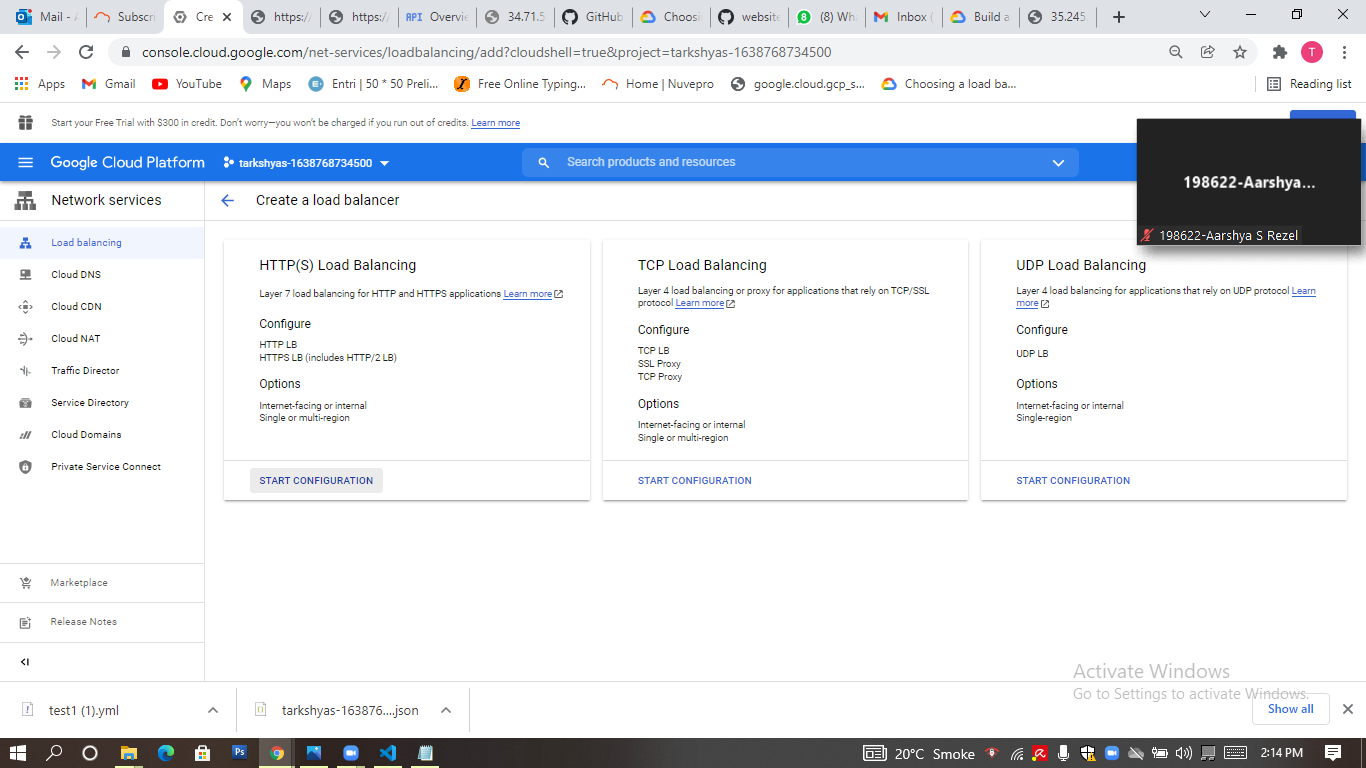 Mail - A
Subscri
Cre
https:/
https:/
API Overvie
34.71.5
GitHub
Choosi
website
8 (8) Wh
Inbox (
Build a
35.245
console.cloud.google.com/net-services/loadbalancing/add?cloudshell=true&project=tarkshyas-1638768734500
T
Apps
Gmail
YouTube
Maps
Entri | 50 * 50 Preli...
Free Online Typing...
Home | Nuvepro
google.cloud.gcp_s...
Choosing a load ba...
Reading list
Start your Free Trial with $300 in credit. Don't worry—you won't be charged if you run out of credits. Learn more
Google Cloud Platform
tarkshyas-1638768734500
Search products and resources
198622-Aarshya...
198622-Aarshya S Rezel
Network services
Create a load balancer
Load balancing
Cloud DNS
Cloud CDN
Cloud NAT
Traffic Director
Service Directory
Cloud Domains
Private Service Connect
Marketplace
Release Notes
HTTP(S) Load Balancing
Layer 7 load balancing for HTTP and HTTPS applications Learn more
Configure
HTTP LB
HTTPS LB (includes HTTP/2 LB)
Options
Internet-facing or internal
Single or multi-region
START CONFIGURATION
TCP Load Balancing
Layer 4 load balancing or proxy for applications that rely on TCP/SSL
protocol Learn more
Configure
TCP LB
SSL Proxy
TCP Proxy
Options
Internet-facing or internal
Single or multi-region
START CONFIGURATION
UDP Load Balancing
Layer 4 load balancing for applications that rely on UDP protocol Learn
more
Configure
UDP LB
Options
Internet-facing or internal
Single-region
START CONFIGURATION
Activate Windows
Go to Settings to activate Windows.
test1 (1).yml
tarkshyas-163876....json
Show all
Ps
20°C Smoke
2:14 PM